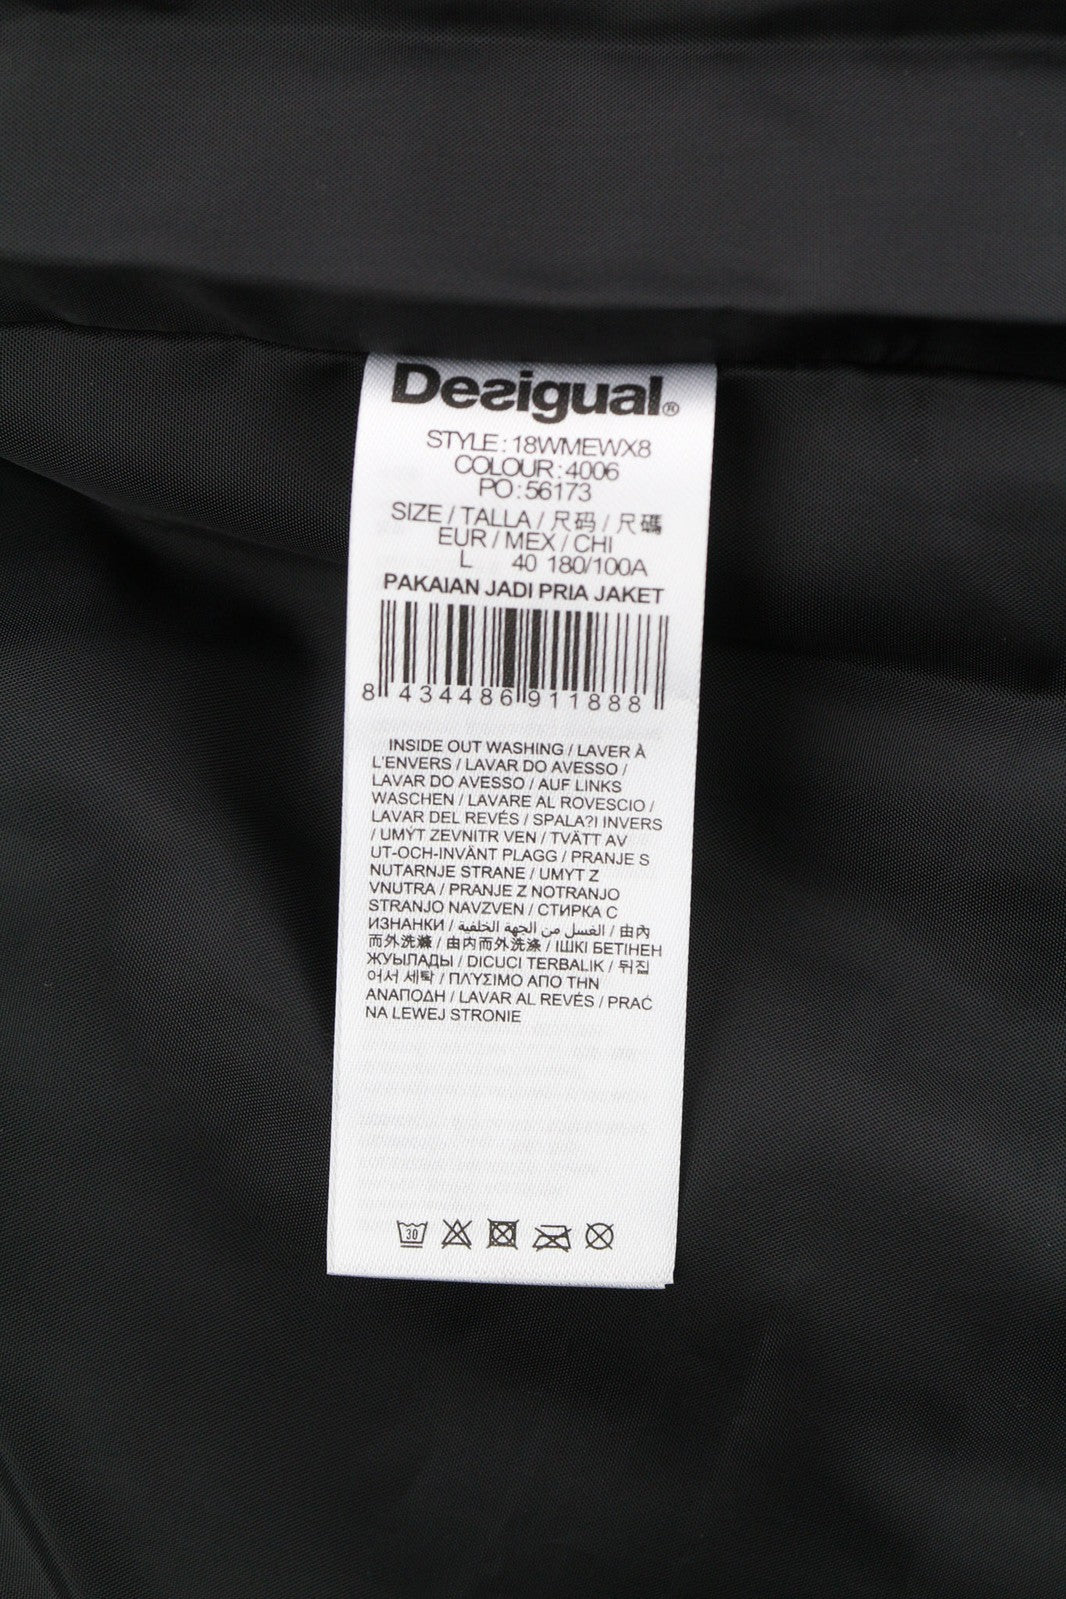 Desigual®
STYLE: 18WMEWX8
COLOUR: 4006
PO: 56173
SIZE / TALLA / 尺码 / 尺碼
EUR / MEX / CHI
L 40 180/100A
PAKAIAN JADI PRIA JAKET
8 434486 911888
INSIDE OUT WASHING / LAVER À
L'ENVERS / LAVAR DO AVESSO /
LAVAR DO AVESSO / AUF LINKS
WASCHEN / LAVARE AL ROVESCIO /
LAVAR DEL REVÉS / SPALA?I INVERS
/ UMÝT ZEVNITR VEN / TVÄTT AV
UT-OCH-INVÄNT PLAGG / PRANJE S
NUTARNJE STRANE / UMYT Z
VNUTRA / PRANJE Z NOTRANJO
STRANJO NAVZVEN / СТИРКА С
ИЗНАНКИ / الغسل من الجهة الخلفية / 由內
而外洗滌 / 由内而外洗涤 / ІШКІ БЕТІНЕН
ЖУЫЛАДЫ / DICUCI TERBALIK / 뒤집
어서 세탁 / ΠΛΎΣΙΜΟ ΑΠΟ ΤΗΝ
ΑΝΑΠΟΔΗ / LAVAR AL REVÉS / PRAĆ
NA LEWEJ STRONIE
30